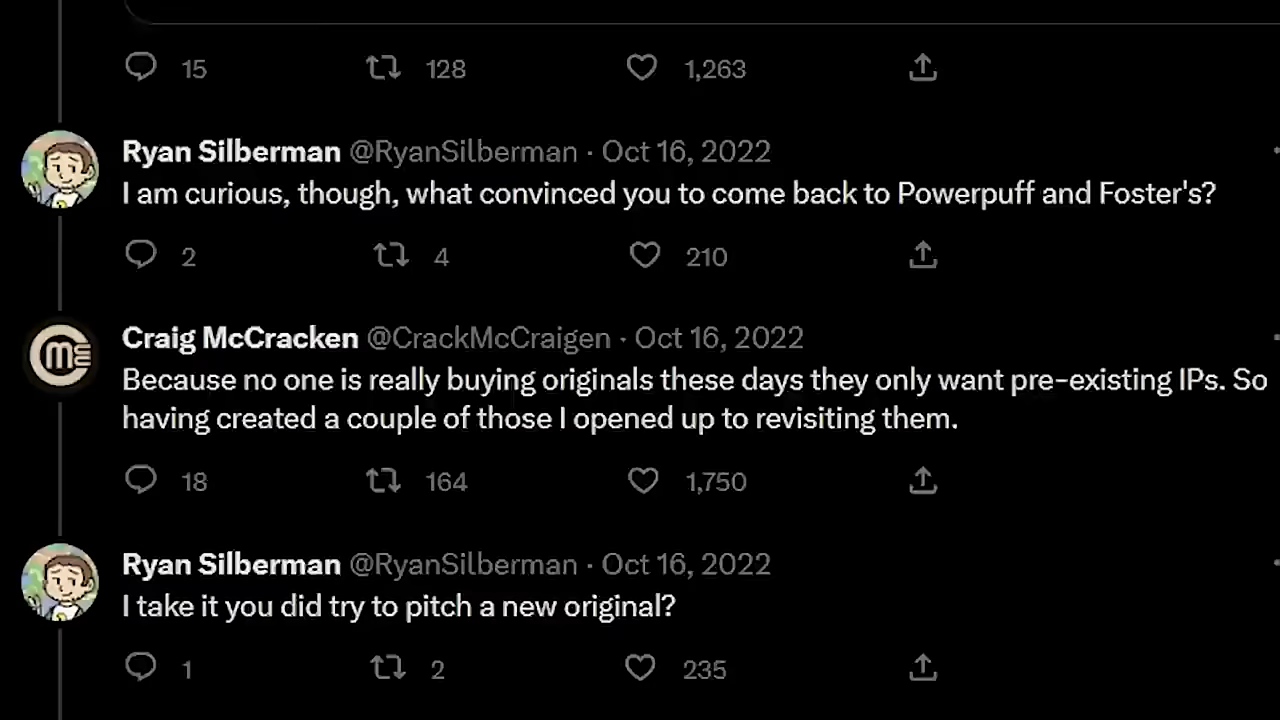 15 128 1,263
Ryan Silberman @RyanSilberman · Oct 16, 2022
I am curious, though, what convinced you to come back to Powerpuff and Foster's?
2 4 210
Craig McCracken @CrackMcCraigen · Oct 16, 2022
Because no one is really buying originals these days they only want pre-existing IPs. So
having created a couple of those I opened up to revisiting them.
18 164 1,750
Ryan Silberman @RyanSilberman · Oct 16, 2022
I take it you did try to pitch a new original?
1 2 235